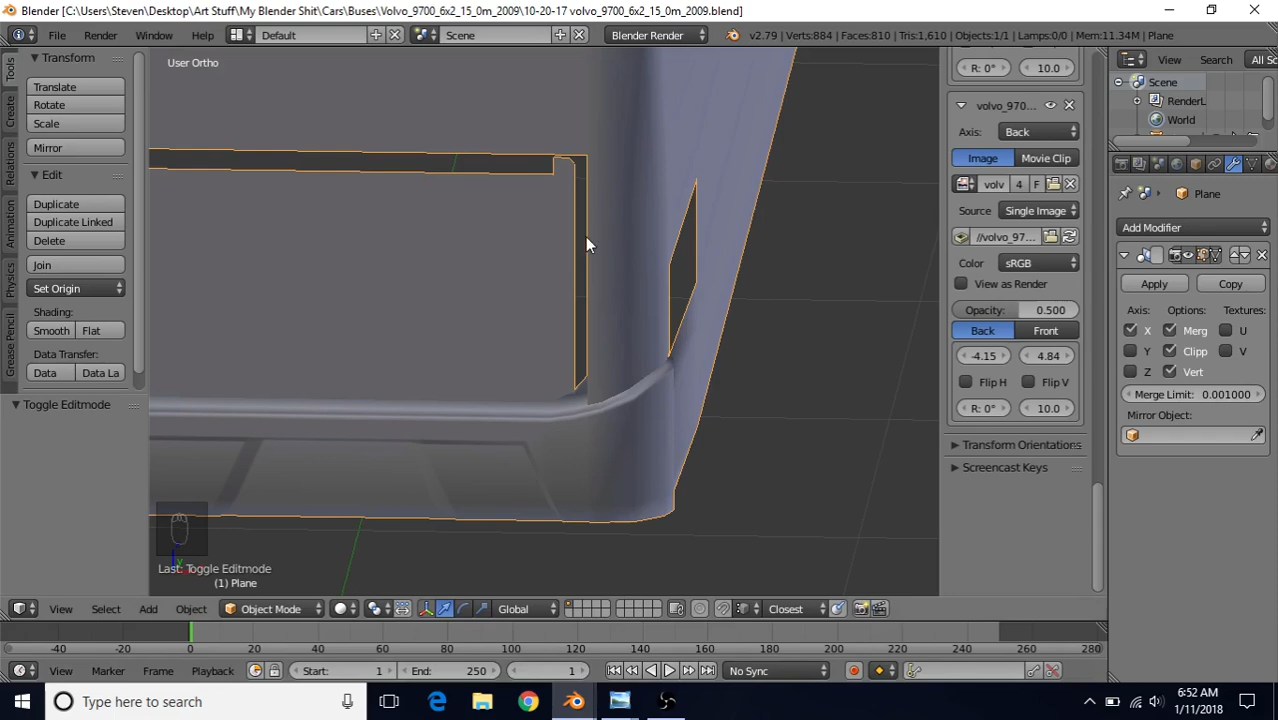 Blender [C:\Users\Steven\Desktop\Art Stuff\My Blender Shit\Cars\Buses\Volvo_9700_6x2_15_0m_2009\10-20-17 volvo_9700_6x2_15_0m_2009.blend]
File Render Window Help Default Scene Blender Render v2.79 | Verts:884 | Faces:810 | Tris:1,610 | Objects:1/1 | Lamps:0/0 | Mem:11.34M | Plane
Tools
Create
Relations
Animation
Physics
Grease Pencil
Transform
Translate
Rotate
Scale
Mirror
Edit
Duplicate
Duplicate Linked
Delete
Join
Set Origin
Shading:
Smooth Flat
Data Transfer:
Data Data La
Toggle Editmode
User Ortho
Last: Toggle Editmode
(1) Plane
R: 0° 10.0
volvo_970...
Axis: Back
Image Movie Clip
volv 4 F
Source: Single Image
//volvo_97...
Color: sRGB
View as Render
Opacity: 0.500
Back Front
-4.15 4.84
Flip H Flip V
R: 0° 10.0
Transform Orientations
Screencast Keys
View Search All Sc
Scene
RenderL
World
Plane
Add Modifier
Apply Copy
Axis: Options: Textures:
X Merg U
Y Clipp V
Z Vert
Merge Limit: 0.001000
Mirror Object:
View Select Add Object Object Mode Global Closest
-40 -20 0 20 40 60 80 100 120 140 160 180 200 220 240 260 280
View Marker Frame Playback Start: 1 End: 250 1 No Sync
Type here to search
6:52 AM
1/11/2018